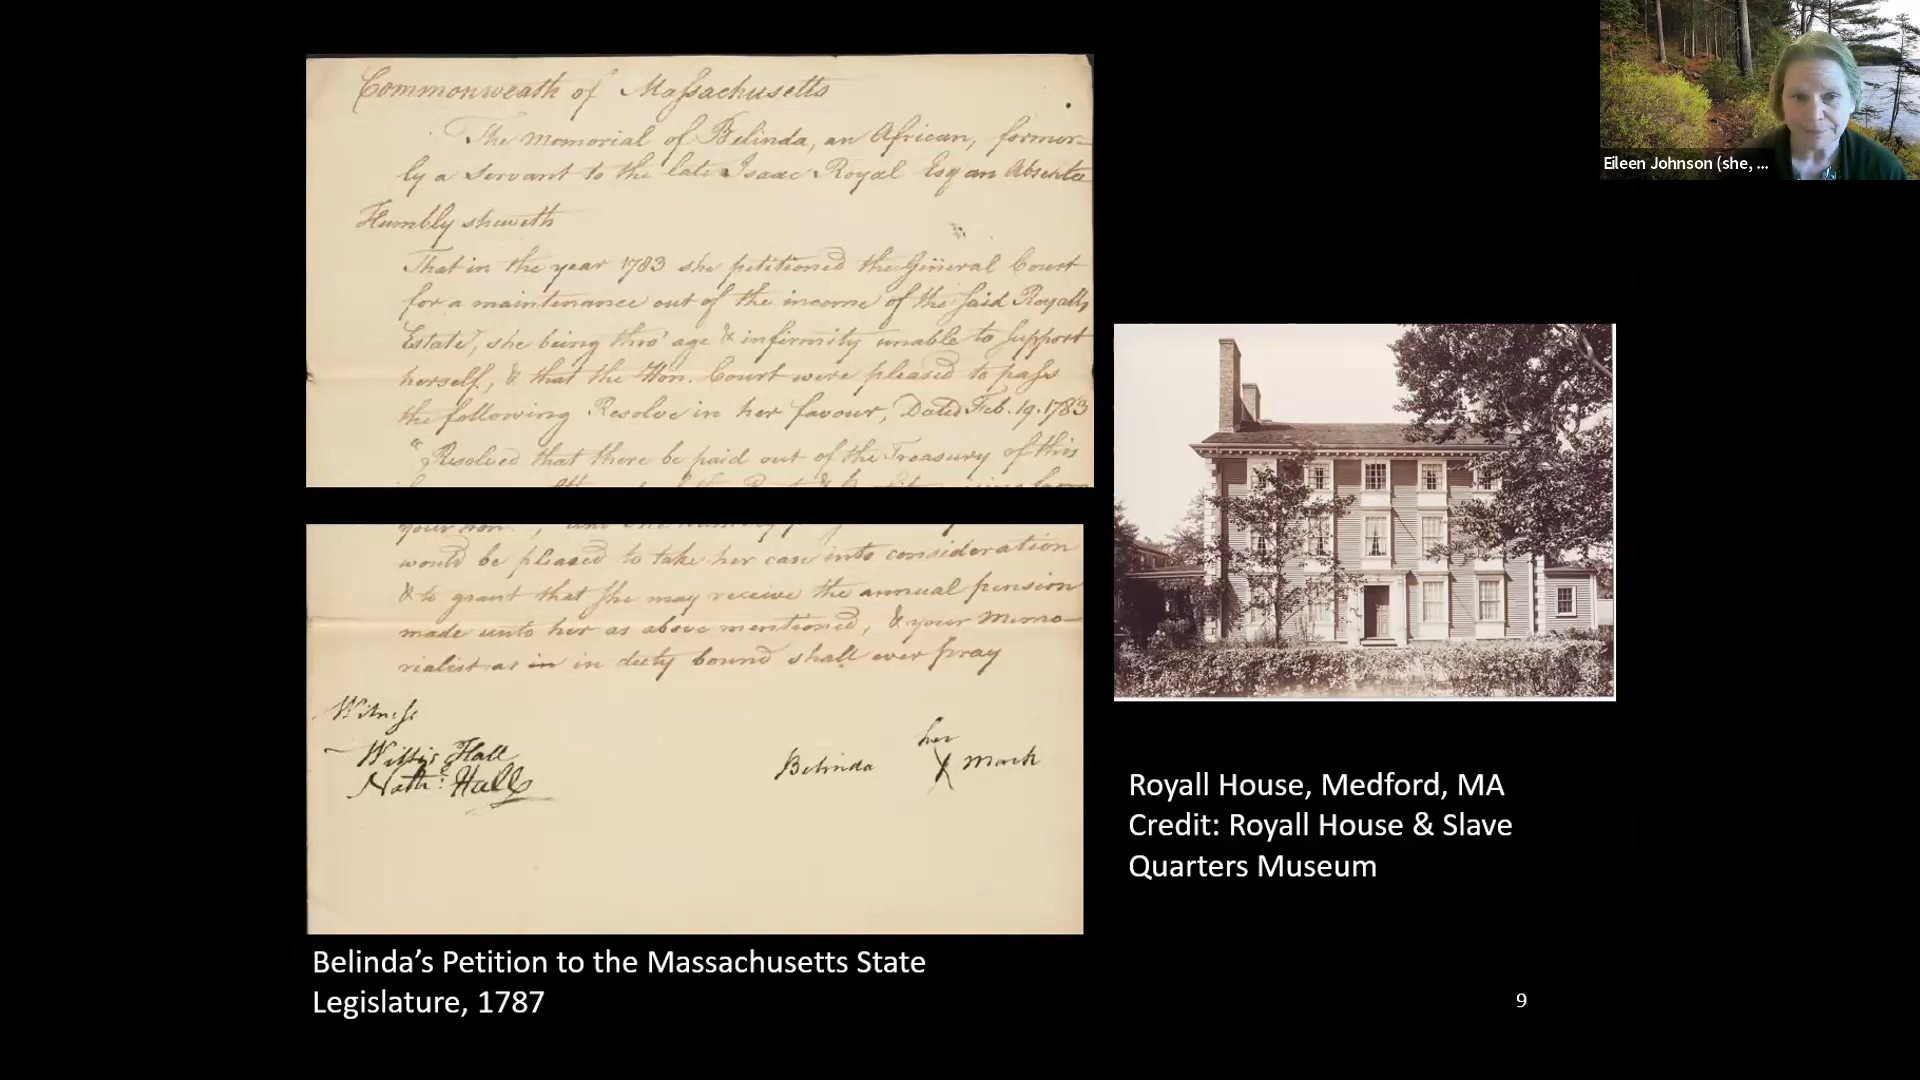 Commonweath of Massachusetts
The Memorial of Belinda, an African, former-
ly a Servant to the late Isaac Royal Esq an Absentee
Humbly sheweth
That in the year 1783 she petitioned the General Court
for a maintenance out of the income of the said Royalls
Estate, she being thro' age & infirmity unable to support
herself, & that the Hon. Court were pleased to pass
the following Resolve in her favour, Dated Feb. 19. 1783
"Resolved that there be paid out of the Treasury of this
would be pleased to take her case into consideration
& to grant that she may receive the annual pension
made unto her as above mentioned, & your Memo-
rialist as in in duty bound shall ever pray
Witness
Willis Hall
Nathl: Hall
Belinda her X mark
Belinda's Petition to the Massachusetts State
Legislature, 1787
Royall House, Medford, MA
Credit: Royall House & Slave
Quarters Museum
9
Eileen Johnson (she, ...